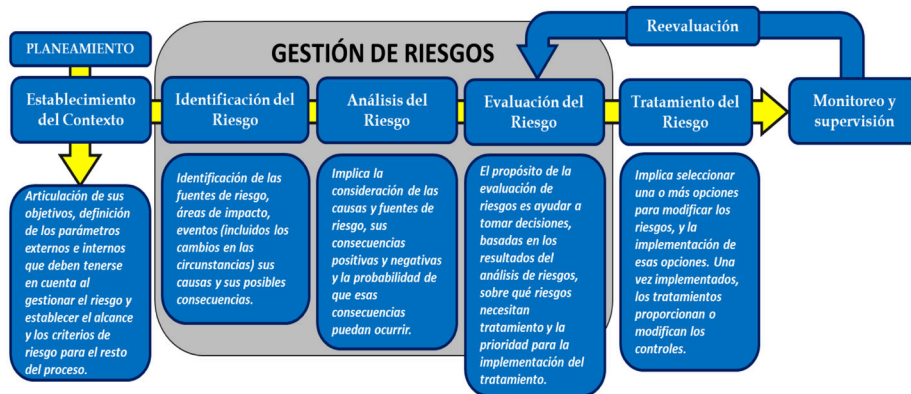 Reevaluación
PLANEAMIENTO
GESTIÓN DE RIESGOS
Establecimiento
del Contexto
Identificación del
Riesgo
Análisis del
Riesgo
Evaluación del
Riesgo
Tratamiento del
Riesgo
Monitoreo y
supervisión
Articulación de sus
objetivos, definición
de los parámetros
externos e internos
que deben tenerse
en cuenta al
gestionar el riesgo y
establecer el alcance
y los criterios de
riesgo para el resto
del proceso.
Identificación de las
fuentes de riesgo,
áreas de impacto,
eventos (incluidos los
cambios en las
circunstancias) sus
causas y sus posibles
consecuencias.
Implica la
consideración de las
causas y fuentes de
riesgo, sus
consecuencias
positivas y negativas
y la probabilidad de
que esas
consecuencias
puedan ocurrir.
El propósito de la
evaluación de
riesgos es ayudar a
tomar decisiones,
basadas en los
resultados del
análisis de riesgos,
sobre qué riesgos
necesitan
tratamiento y la
prioridad para la
implementación del
tratamiento.
Implica seleccionar
una o más opciones
para modificar los
riesgos, y la
implementación de
esas opciones. Una
vez implementados,
los tratamientos
proporcionan o
modifican los
controles.